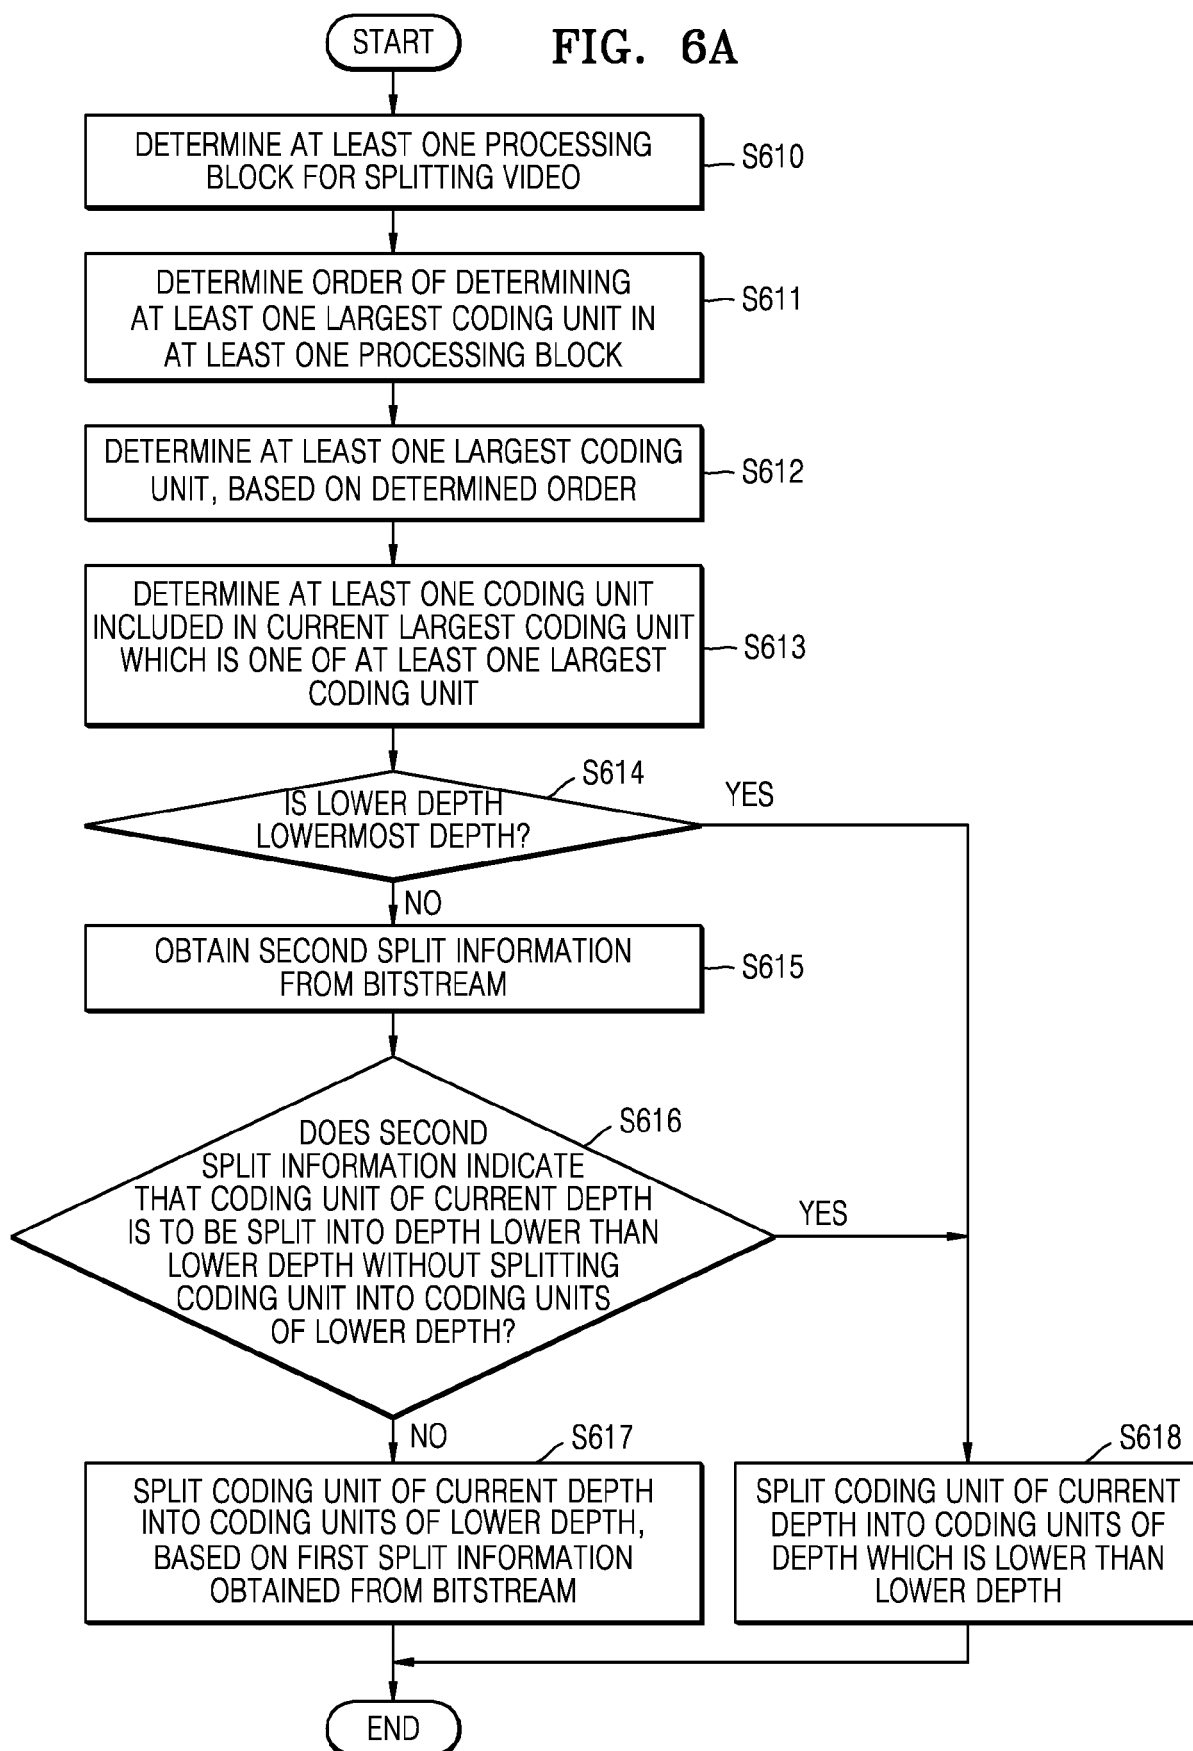 START
FIG. 6A
DETERMINE AT LEAST ONE PROCESSING
BLOCK FOR SPLITTING VIDEO
S610
DETERMINE ORDER OF DETERMINING
AT LEAST ONE LARGEST CODING UNIT IN
AT LEAST ONE PROCESSING BLOCK
S611
DETERMINE AT LEAST ONE LARGEST CODING
UNIT, BASED ON DETERMINED ORDER
S612
DETERMINE AT LEAST ONE CODING UNIT
INCLUDED IN CURRENT LARGEST CODING UNIT
WHICH IS ONE OF AT LEAST ONE LARGEST
CODING UNIT
S613
S614
IS LOWER DEPTH
LOWERMOST DEPTH?
YES
NO
OBTAIN SECOND SPLIT INFORMATION
FROM BITSTREAM
S615
S616
DOES SECOND
SPLIT INFORMATION INDICATE
THAT CODING UNIT OF CURRENT DEPTH
IS TO BE SPLIT INTO DEPTH LOWER THAN
LOWER DEPTH WITHOUT SPLITTING
CODING UNIT INTO CODING UNITS
OF LOWER DEPTH?
YES
NO
S617
SPLIT CODING UNIT OF CURRENT DEPTH
INTO CODING UNITS OF LOWER DEPTH,
BASED ON FIRST SPLIT INFORMATION
OBTAINED FROM BITSTREAM
S618
SPLIT CODING UNIT OF CURRENT
DEPTH INTO CODING UNITS OF
DEPTH WHICH IS LOWER THAN
LOWER DEPTH
END